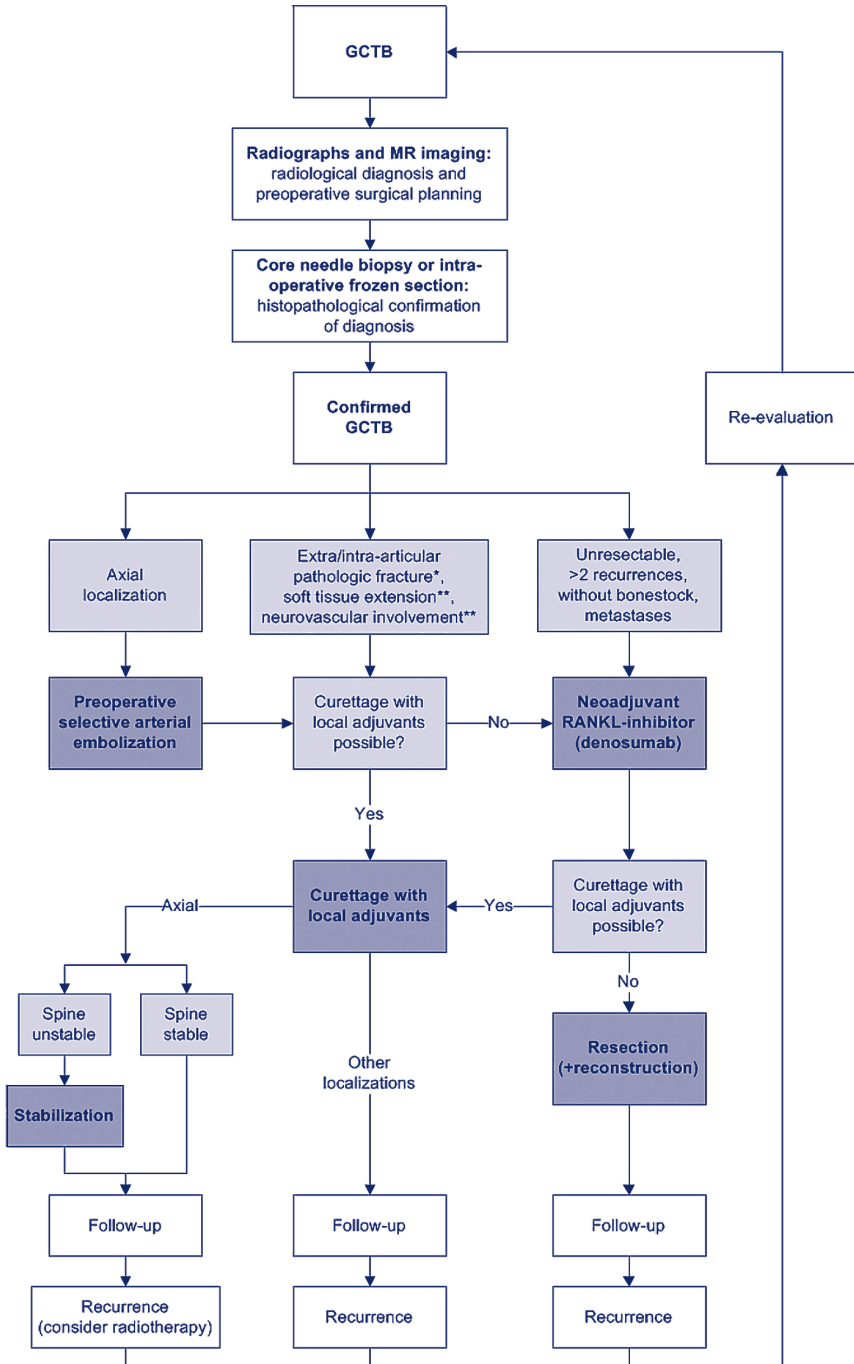 GCTB
Radiographs and MR imaging:
radiological diagnosis and
preoperative surgical planning
Core needle biopsy or intra-
operative frozen section:
histopathological confirmation
of diagnosis
Confirmed
GCTB
Re-evaluation
Axial
localization
Extra/intra-articular
pathologic fracture*,
soft tissue extension**,
neurovascular involvement**
Unresectable,
>2 recurrences,
without bonestock,
metastases
Preoperative
selective arterial
embolization
Curettage with
local adjuvants
possible?
No
Neoadjuvant
RANKL-inhibitor
(denosumab)
Yes
Axial
Curettage with
local adjuvants
Yes
Curettage with
local adjuvants
possible?
No
Spine
unstable
Spine
stable
Other
localizations
Resection
(+reconstruction)
Stabilization
Follow-up
Follow-up
Follow-up
Recurrence
(consider radiotherapy)
Recurrence
Recurrence